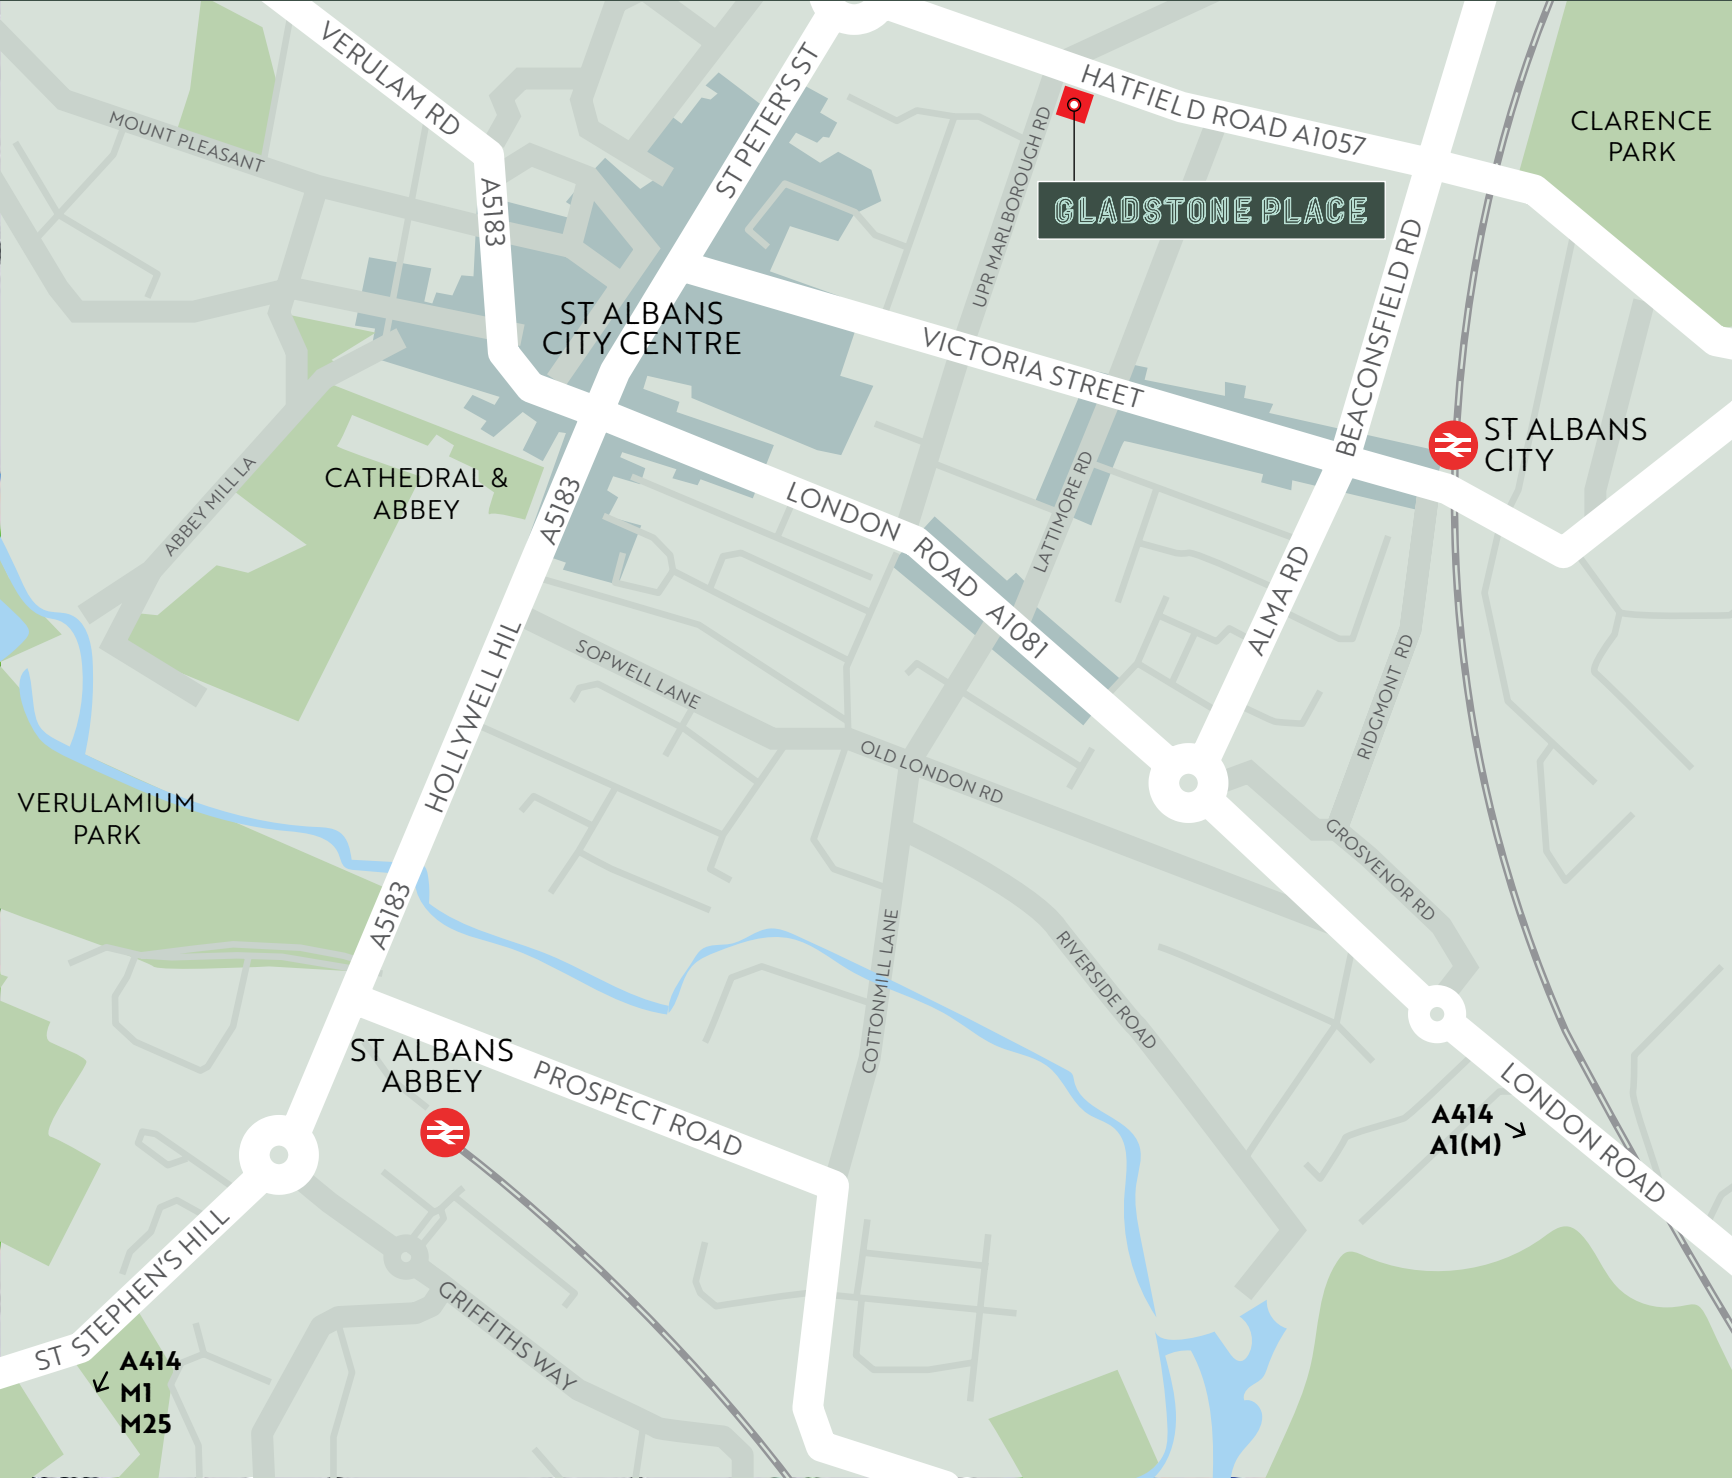 VERULAM RD
ST PETER'S ST
HATFIELD ROAD A1057
CLARENCE
PARK
MOUNT PLEASANT
A5183
UPR MARLBOROUGH RD
GLADSTONE PLACE
BEACONSFIELD RD
ST ALBANS
CITY CENTRE
VICTORIA STREET
ST ALBANS
CITY
CATHEDRAL &
ABBEY
ABBEY MILL LA
A5183
LONDON ROAD A1081
LATTIMORE RD
ALMA RD
HOLLYWELL HIL
SOPWELL LANE
RIDGMONT RD
OLD LONDON RD
VERULAMIUM
PARK
GROSVENOR RD
A5183
COTTONMILL LANE
RIVERSIDE ROAD
ST ALBANS
ABBEY
PROSPECT ROAD
LONDON ROAD
A414
A1(M)
ST STEPHEN'S HILL
GRIFFITHS WAY
A414
M1
M25